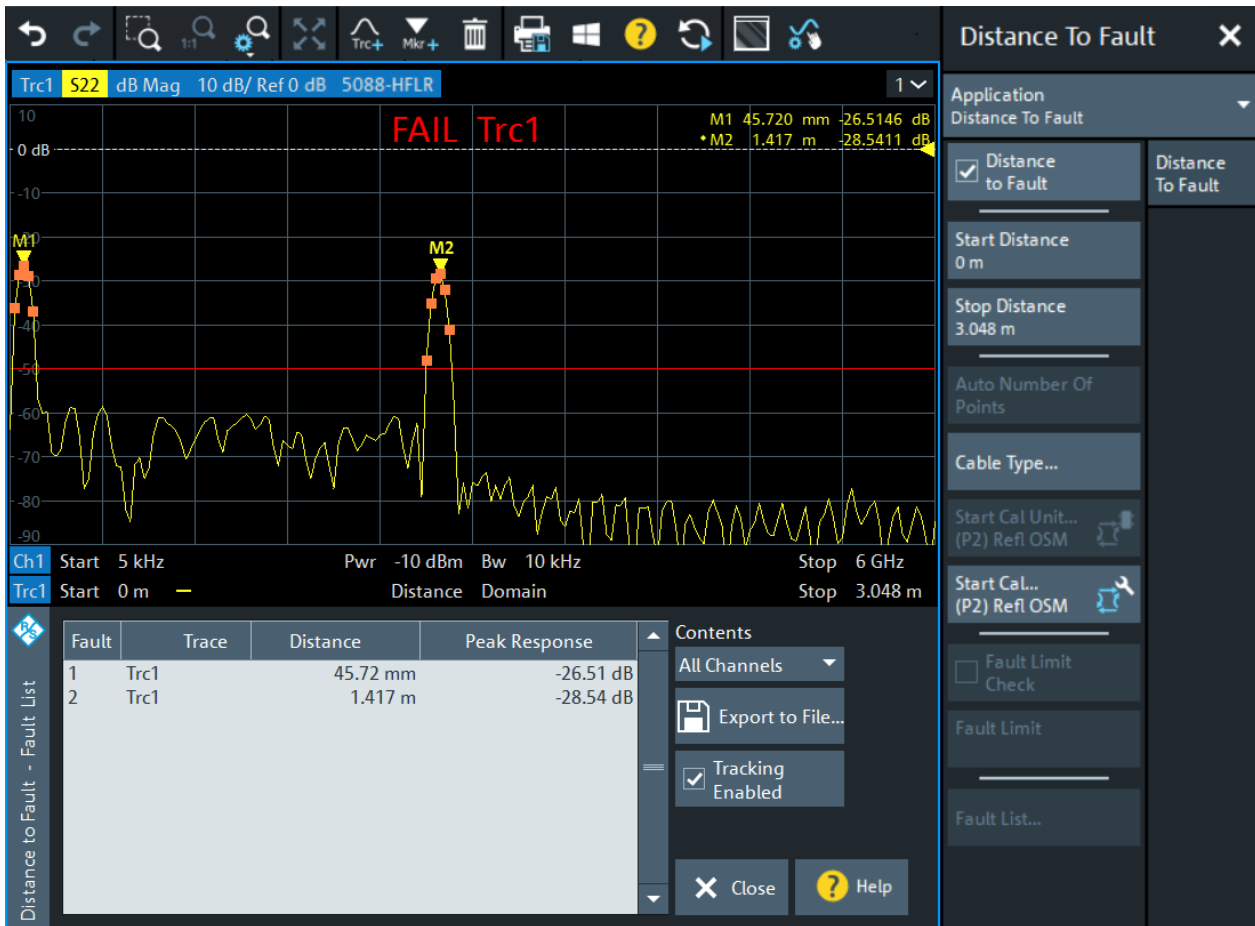 1:1
Trc+
Mkr+
?
Distance To Fault
Trc1 S22 dB Mag 10 dB/ Ref 0 dB 5088-HFLR
1
10
0 dB
-10
-40
-50
-60
-70
-80
-90
FAIL Trc1
M1 45.720 mm -26.5146 dB
M2 1.417 m -28.5411 dB
M1
M2
Ch1 Start 5 kHz Pwr -10 dBm Bw 10 kHz Stop 6 GHz
Trc1 Start 0 m Distance Domain Stop 3.048 m
R/S
Distance to Fault - Fault List
Fault Trace Distance Peak Response
1 Trc1 45.72 mm -26.51 dB
2 Trc1 1.417 m -28.54 dB
Contents
All Channels
Export to File...
Tracking
Enabled
Close
? Help
Application
Distance To Fault
Distance
to Fault
Distance
To Fault
Start Distance
0 m
Stop Distance
3.048 m
Auto Number Of
Points
Cable Type...
Start Cal Unit...
(P2) Refl OSM
Start Cal...
(P2) Refl OSM
Fault Limit
Check
Fault Limit
Fault List...